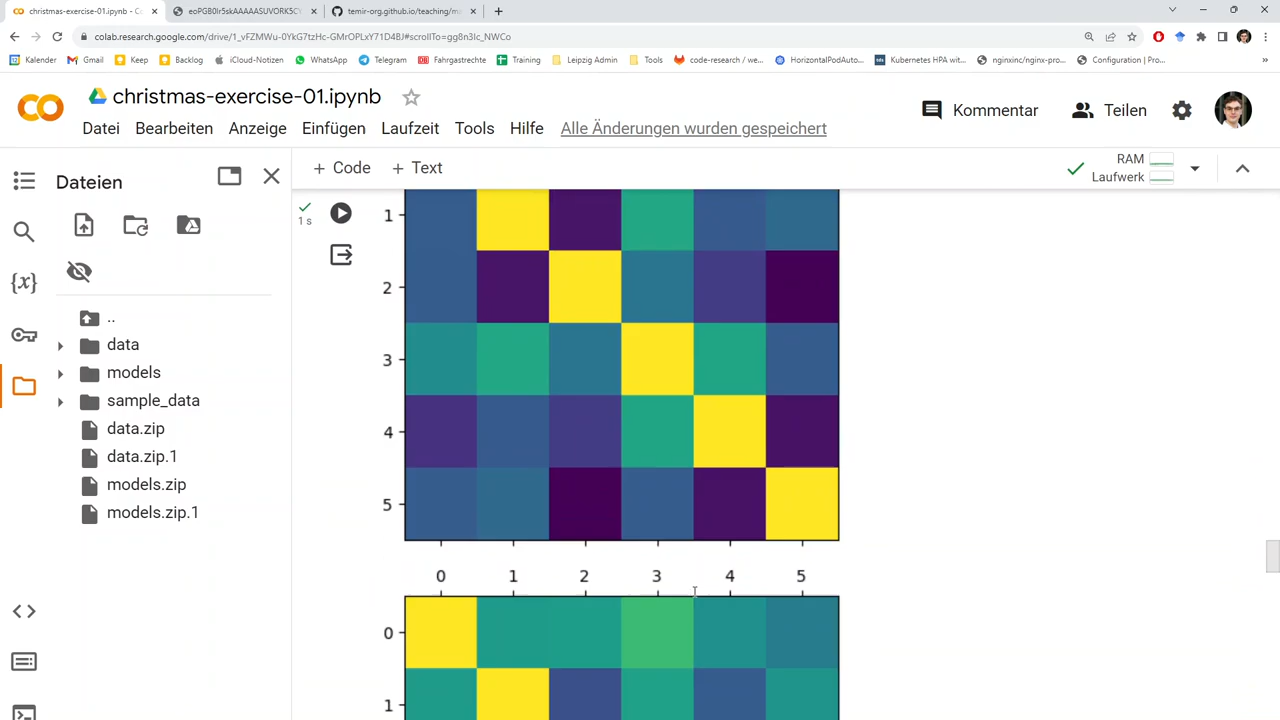 christmas-exercise-01.ipynb - Co
eoPGB0lr5skAAAAASUVORK5CY
temir-org.github.io/teaching/ma
colab.research.google.com/drive/1_vFZMWu-0YkG7tzHc-GMrOPLxY71D4BJ#scrollTo=gg8n3Ic_NWCo
Kalender Gmail Keep Backlog iCloud-Notizen WhatsApp Telegram Fahrgastrechte Training Leipzig Admin Tools code-research / we... HorizontalPodAuto... Kubernetes HPA wit... nginxinc/nginx-pro... Configuration | Pro...
christmas-exercise-01.ipynb
Kommentar
Teilen
Datei Bearbeiten Anzeige Einfügen Laufzeit Tools Hilfe Alle Änderungen wurden gespeichert
Dateien
+ Code + Text
RAM
Laufwerk
1 s
{x}
..
data
models
sample_data
data.zip
data.zip.1
models.zip
models.zip.1
1
2
3
4
5
0 1 2 3 4 5
0
1